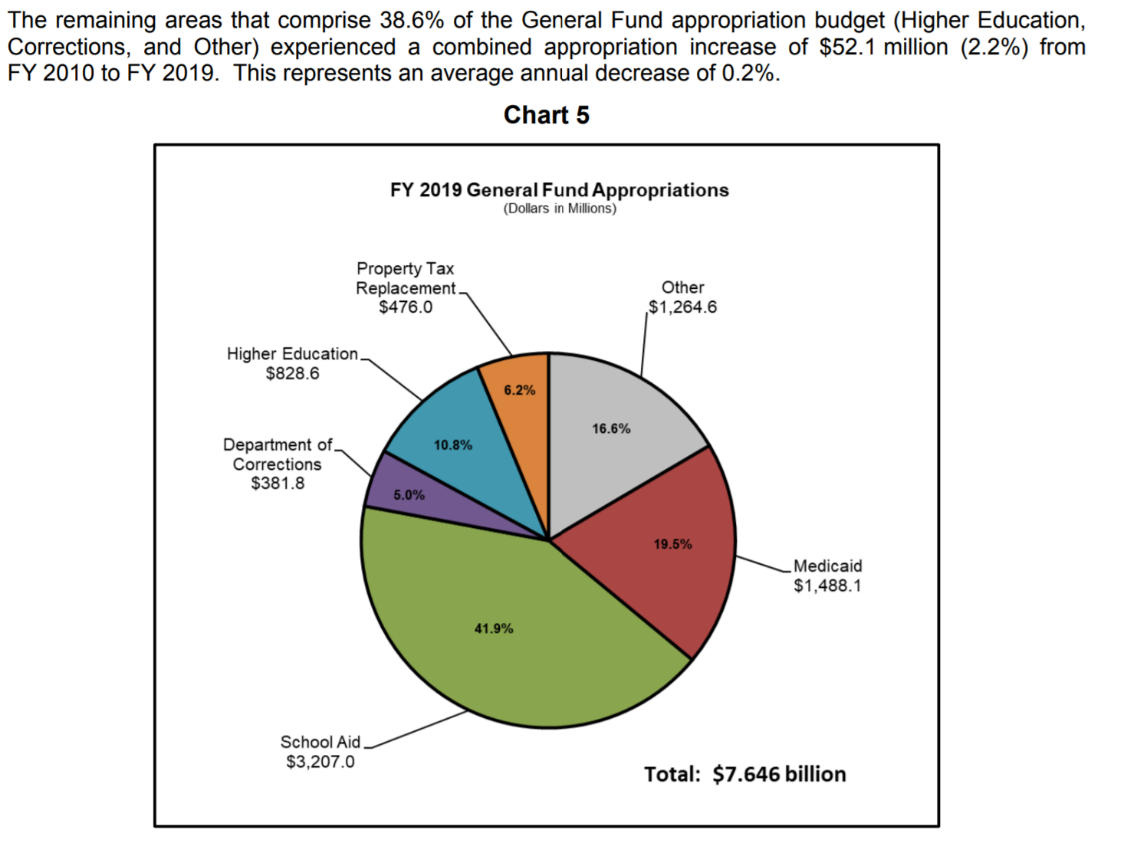 The remaining areas that comprise 38.6% of the General Fund appropriation budget (Higher Education,
Corrections, and Other) experienced a combined appropriation increase of $52.1 million (2.2%) from
FY 2010 to FY 2019. This represents an average annual decrease of 0.2%.
Chart 5
FY 2019 General Fund Appropriations
(Dollars in Millions)
Property Tax
Replacement
$476.0
Other
$1,264.6
Higher Education
$828.6
6.2%
16.6%
10.8%
Department of
Corrections
$381.8
5.0%
19.5%
Medicaid
$1,488.1
41.9%
School Aid
$3,207.0
Total: $7.646 billion